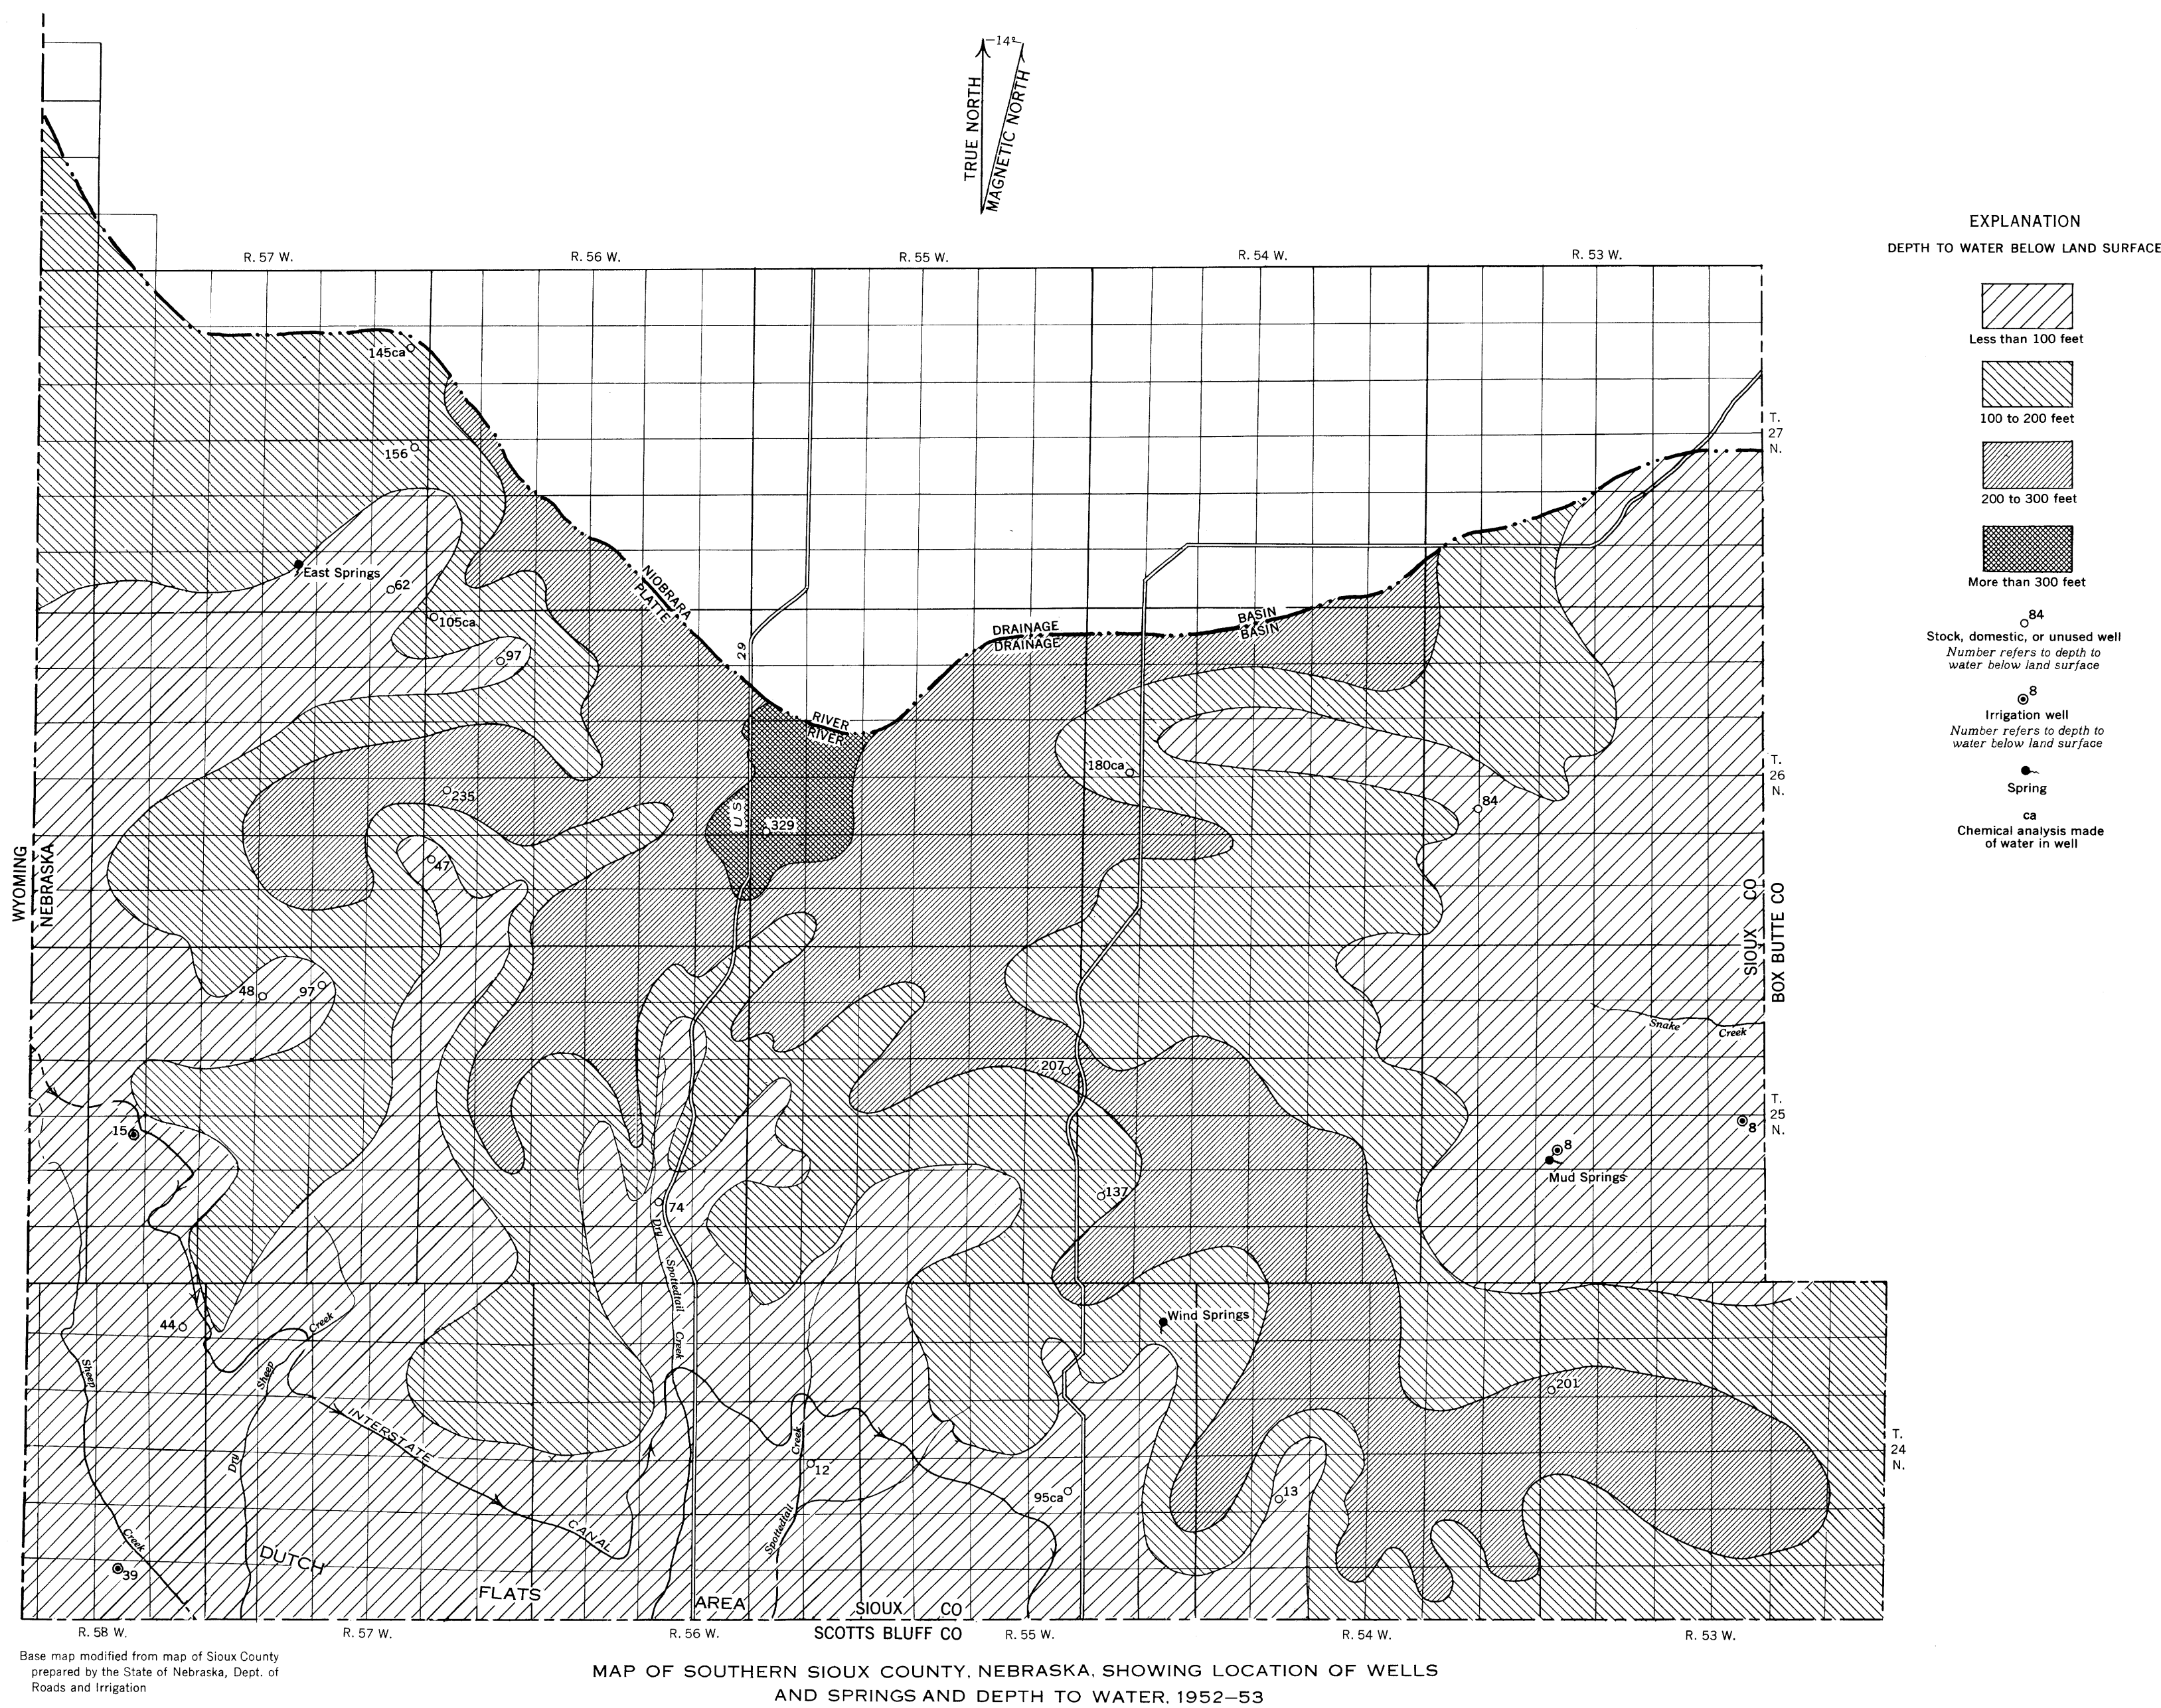 14°
TRUE NORTH
MAGNETIC NORTH
R. 57 W.
R. 56 W.
R. 55 W.
R. 54 W.
R. 53 W.
EXPLANATION
DEPTH TO WATER BELOW LAND SURFACE
Less than 100 feet
100 to 200 feet
200 to 300 feet
More than 300 feet
84
Stock, domestic, or unused well
Number refers to depth to
water below land surface
8
Irrigation well
Number refers to depth to
water below land surface
Spring
ca
Chemical analysis made
of water in well
145ca
156
T.
27
N.
East Springs
62
105ca
97
NIOBRARA
PLATTE
29
RIVER
RIVER
DRAINAGE
DRAINAGE
BASIN
BASIN
180ca
T.
26
N.
235
84
US
329
47
WYOMING
NEBRASKA
SIOUX CO
BOX BUTTE CO
48
97
Snake
Creek
207
15
T.
25
N.
8
8
Mud Springs
137
74
Dry
Spottedtail
Creek
44
Creek
Sheep
Dry
Wind Springs
Sheep
Creek
201
INTERSTATE
CANAL
Creek
Spottedtail
12
95ca
13
T.
24
N.
39
DUTCH
FLATS
AREA
SIOUX CO
SCOTTS BLUFF CO
R. 58 W.
R. 57 W.
R. 56 W.
R. 55 W.
R. 54 W.
R. 53 W.
Base map modified from map of Sioux County
prepared by the State of Nebraska, Dept. of
Roads and Irrigation
MAP OF SOUTHERN SIOUX COUNTY, NEBRASKA, SHOWING LOCATION OF WELLS
AND SPRINGS AND DEPTH TO WATER, 1952–53